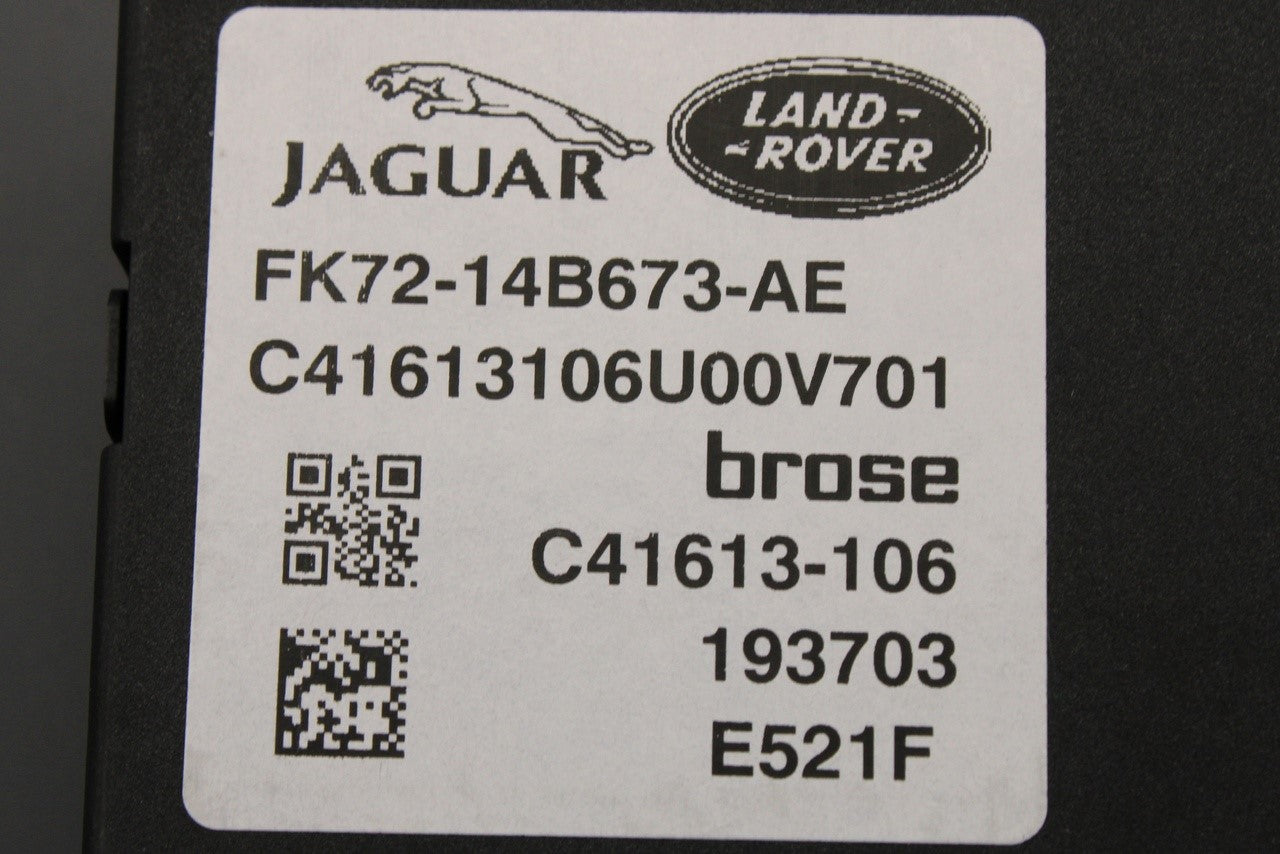 JAGUAR
LAND-
-ROVER
FK72-14B673-AE
C41613106U00V701
brose
C41613-106
193703
E521F